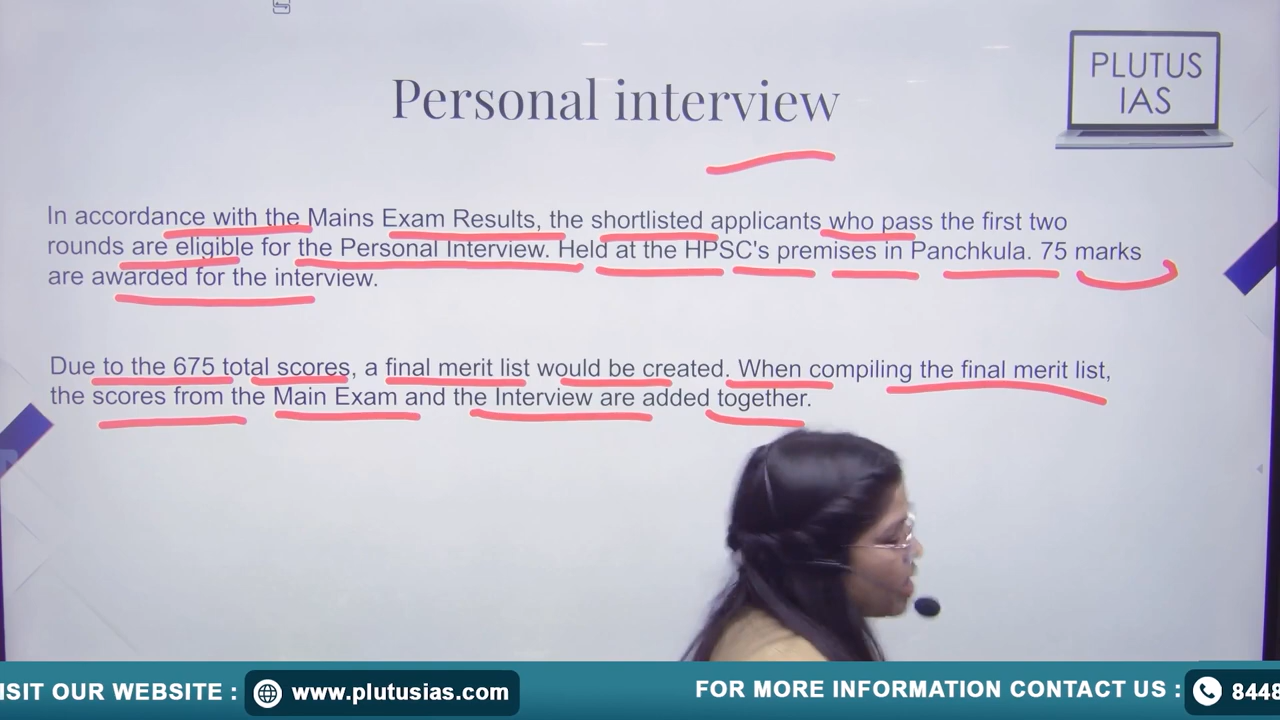 PLUTUS
IAS
Personal interview
In accordance with the Mains Exam Results, the shortlisted applicants who pass the first two
rounds are eligible for the Personal Interview. Held at the HPSC's premises in Panchkula. 75 marks
are awarded for the interview.
Due to the 675 total scores, a final merit list would be created. When compiling the final merit list,
the scores from the Main Exam and the Interview are added together.
ISIT OUR WEBSITE : www.plutusias.com FOR MORE INFORMATION CONTACT US : 8448